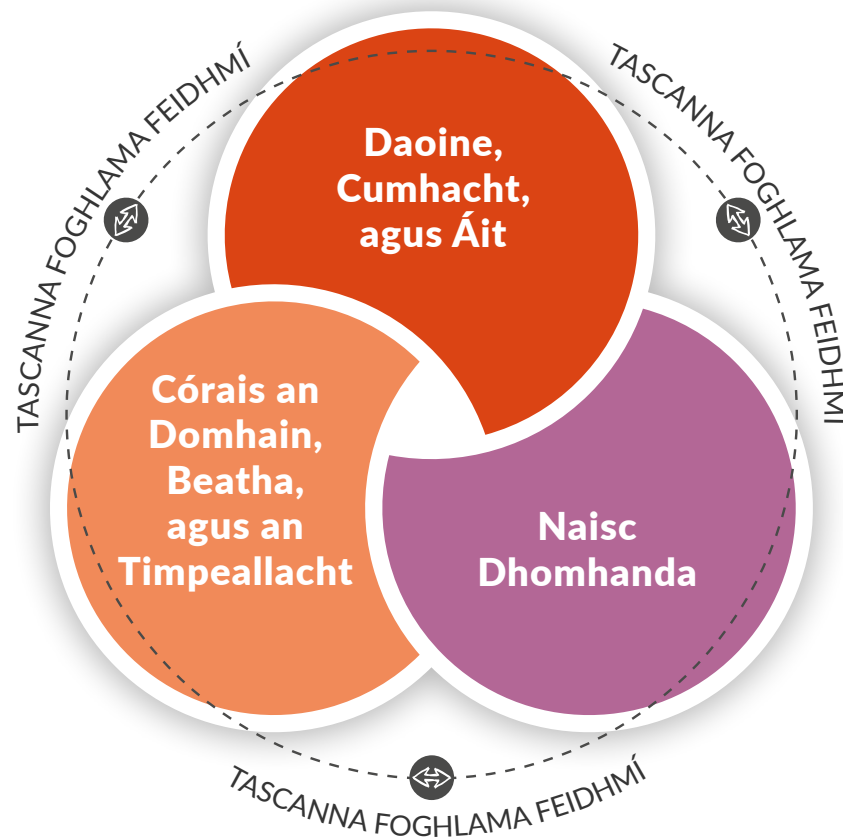 TASCANNA FOGHLAMA FEIDHMÍ
TASCANNA FOGHLAMA FEIDHMÍ
Daoine,
Cumhacht,
agus Áit
Córais an
Domhain,
Beatha,
agus an
Timpeallacht
Naisc
Dhomhanda
TASCANNA FOGHLAMA FEIDHMÍ